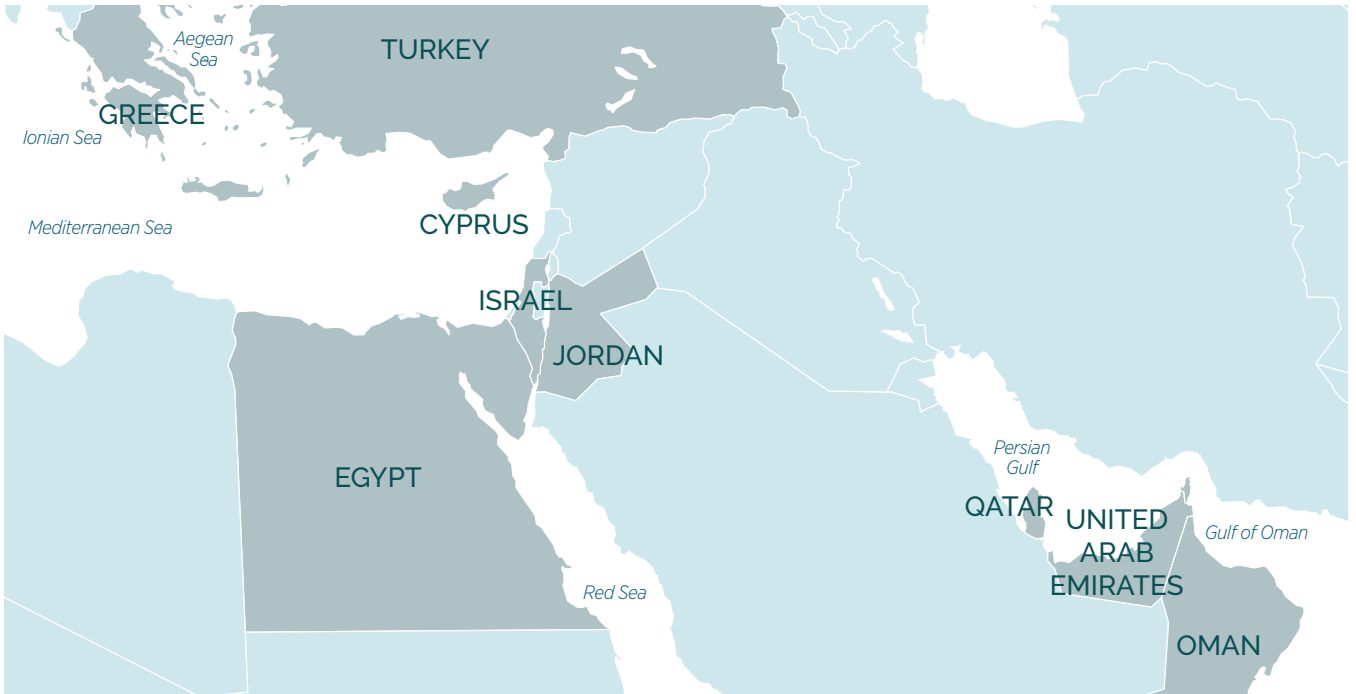 Aegean
Sea
TURKEY
GREECE
Ionian Sea
Mediterranean Sea
CYPRUS
ISRAEL
JORDAN
EGYPT
Persian
Gulf
QATAR
UNITED
ARAB
EMIRATES
Gulf of Oman
Red Sea
OMAN